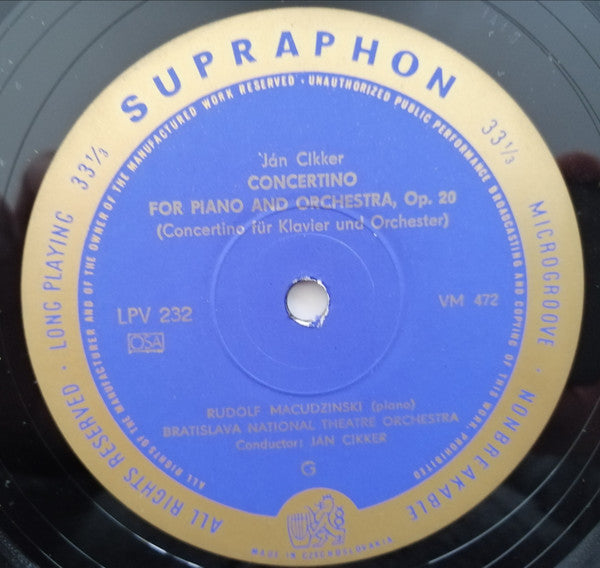 SUPRAPHON
ALL RIGHTS RESERVED · LONG PLAYING 33⅓
33⅓ MICROGROOVE · NONBREAKABLE
ALL RIGHTS OF THE MANUFACTURER AND OF THE OWNER OF THE MANUFACTURED WORK RESERVED · UNAUTHORIZED PUBLIC PERFORMANCE BROADCASTING AND COPYING OF THIS WORK PROHIBITED
Ján Cikker
CONCERTINO
FOR PIANO AND ORCHESTRA, Op. 20
(Concertino für Klavier und Orchester)
LPV 232
VM 472
OSA
RUDOLF MACUDZINSKI (piano)
BRATISLAVA NATIONAL THEATRE ORCHESTRA
Conductor: JÁN CIKKER
G
MADE IN CZECHOSLOVAKIA